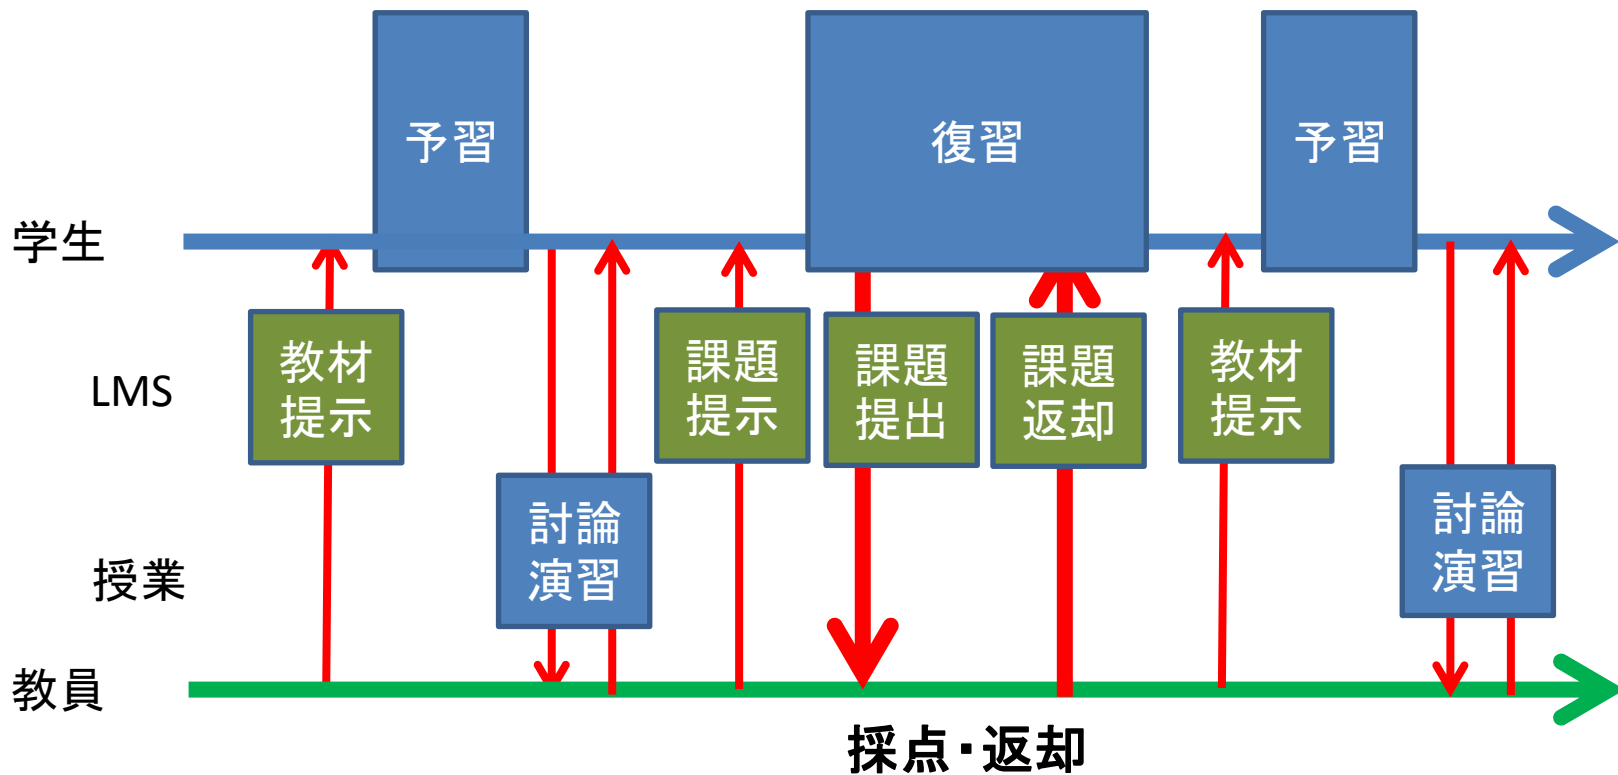 予習
復習
予習
学生
教材
提示
課題
提示
課題
提出
課題
返却
教材
提示
LMS
討論
演習
討論
演習
授業
教員
採点・返却